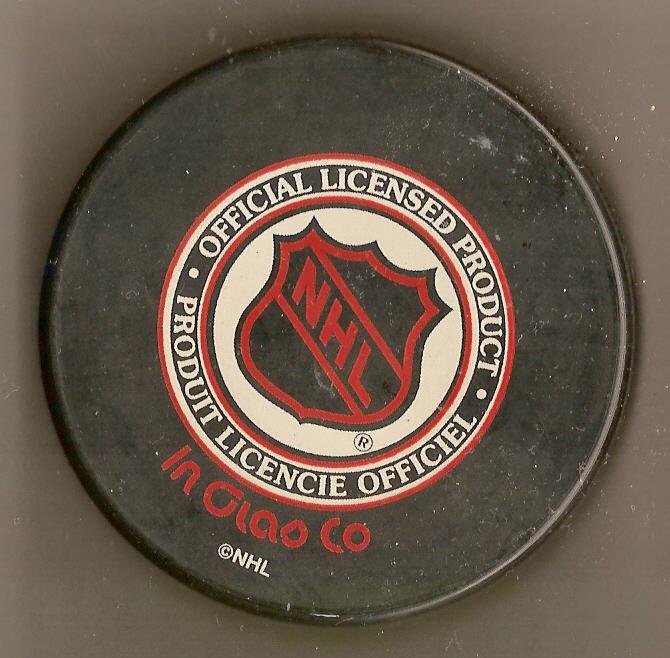 OFFICIAL LICENSED PRODUCT
NHL
®
• PRODUIT LICENCIE OFFICIEL •
In Glas Co
©NHL